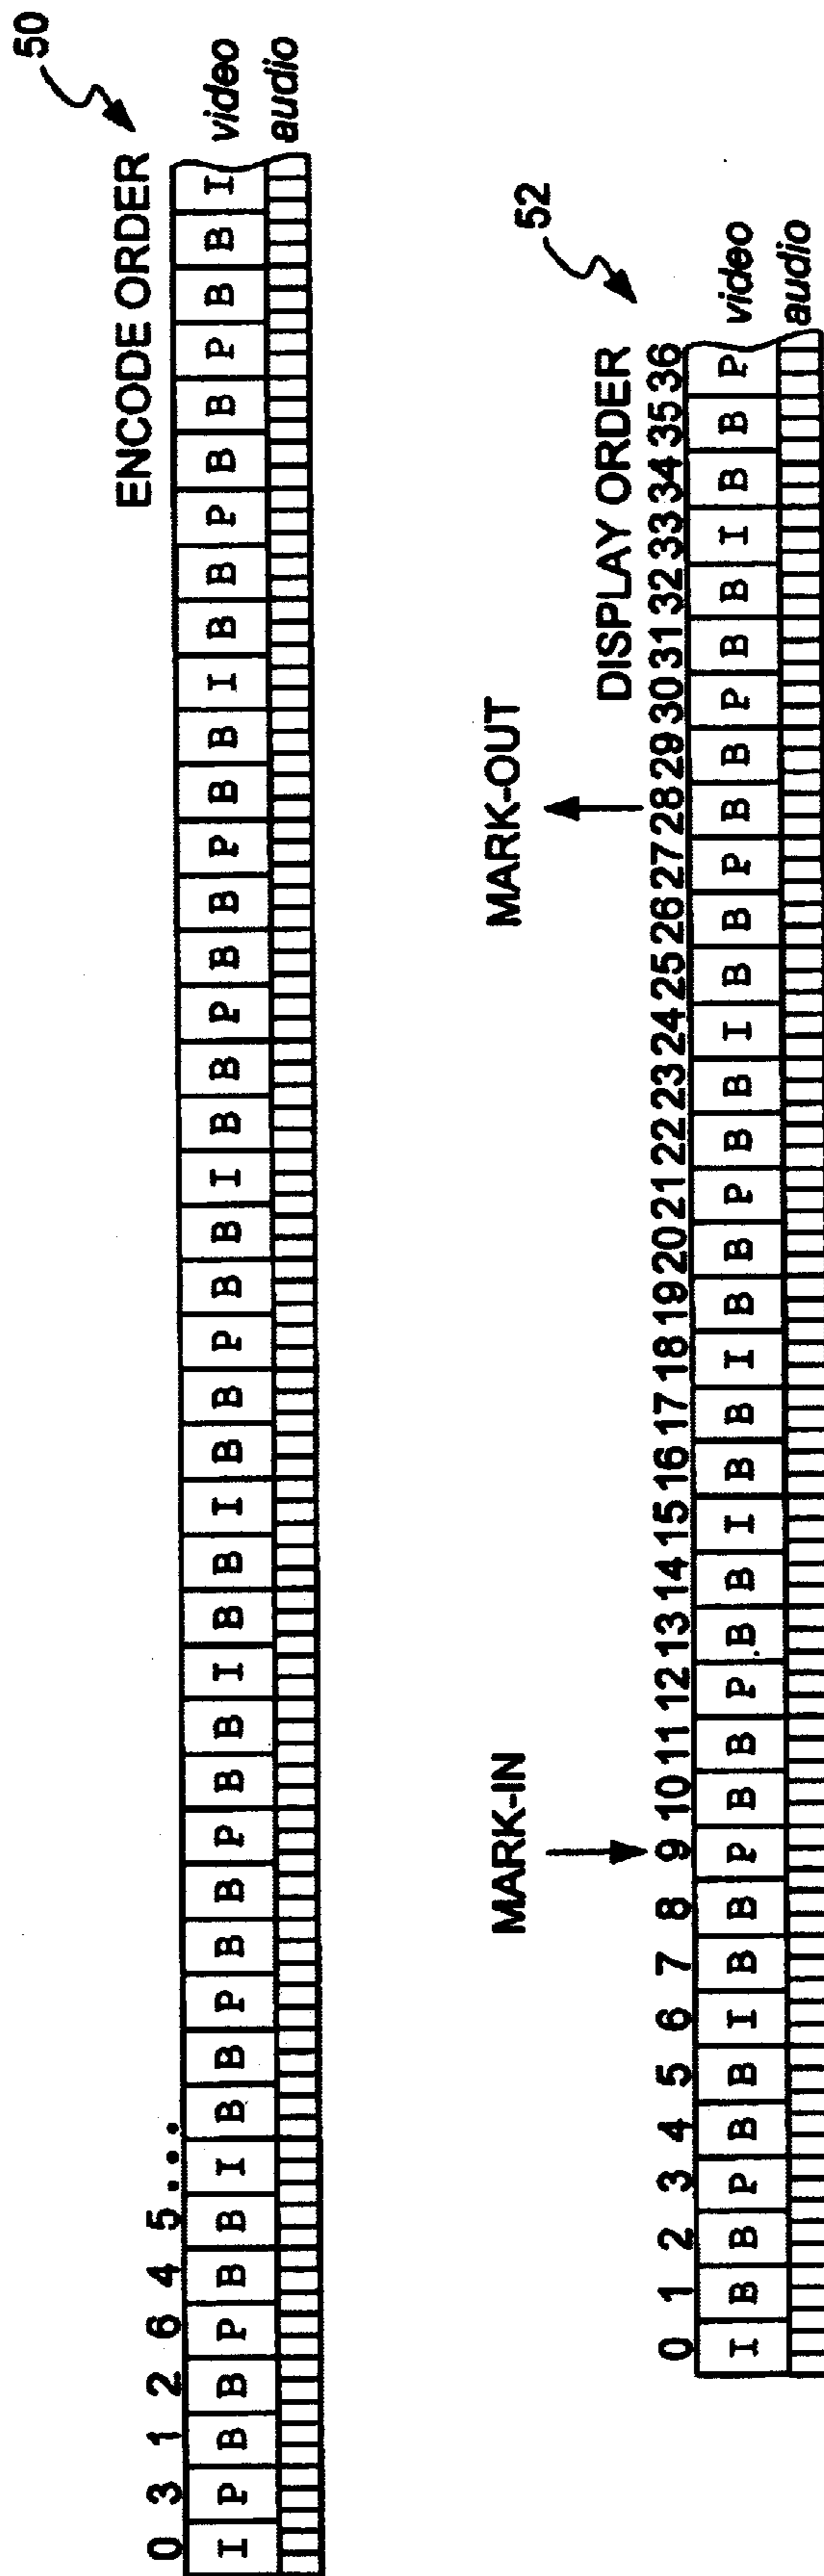 50
ENCODE ORDER
0 3 1 2 6 4 5 ...
I P B B P B B I B B P B B P B B I B B I B B P B B I B B P B B P B B I B B P B B P B B I video
audio
52
MARK-IN MARK-OUT
DISPLAY ORDER
0 1 2 3 4 5 6 7 8 9 10 11 12 13 14 15 16 17 18 19 20 21 22 23 24 25 26 27 28 29 30 31 32 33 34 35 36
I B B P B B I B B P B B P B B I B B I B B P B B I B B P B B P B B I B B P video
audio